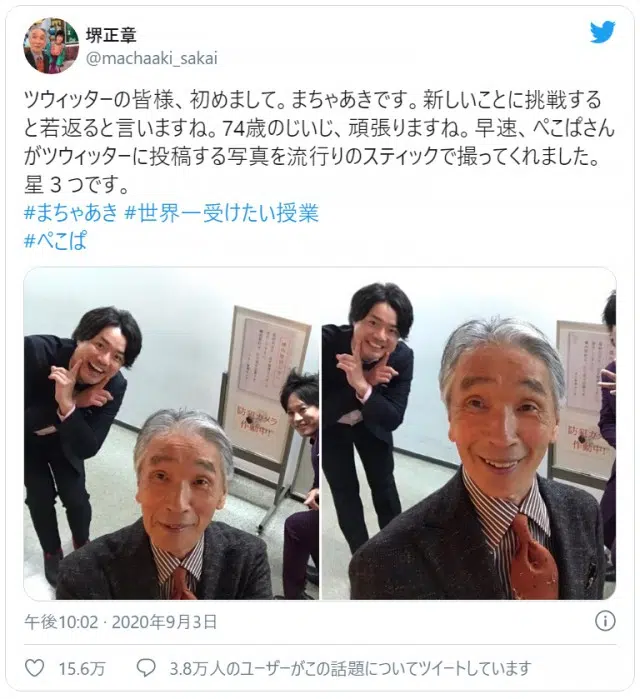 堺正章
@machaaki_sakai
ツウィッターの皆様、初めまして。まちゃあきです。新しいことに挑戦する
と若返ると言いますね。74歳のじいじ、頑張りますね。早速、ぺこぱさん
がツウィッターに投稿する写真を流行りのスティックで撮ってくれました。
星３つです。
#まちゃあき #世界一受けたい授業
#ぺこぱ
防犯カメラ
作動中!!
午後10:02 · 2020年9月3日
15.6万
3.8万人のユーザーがこの話題についてツイートしています